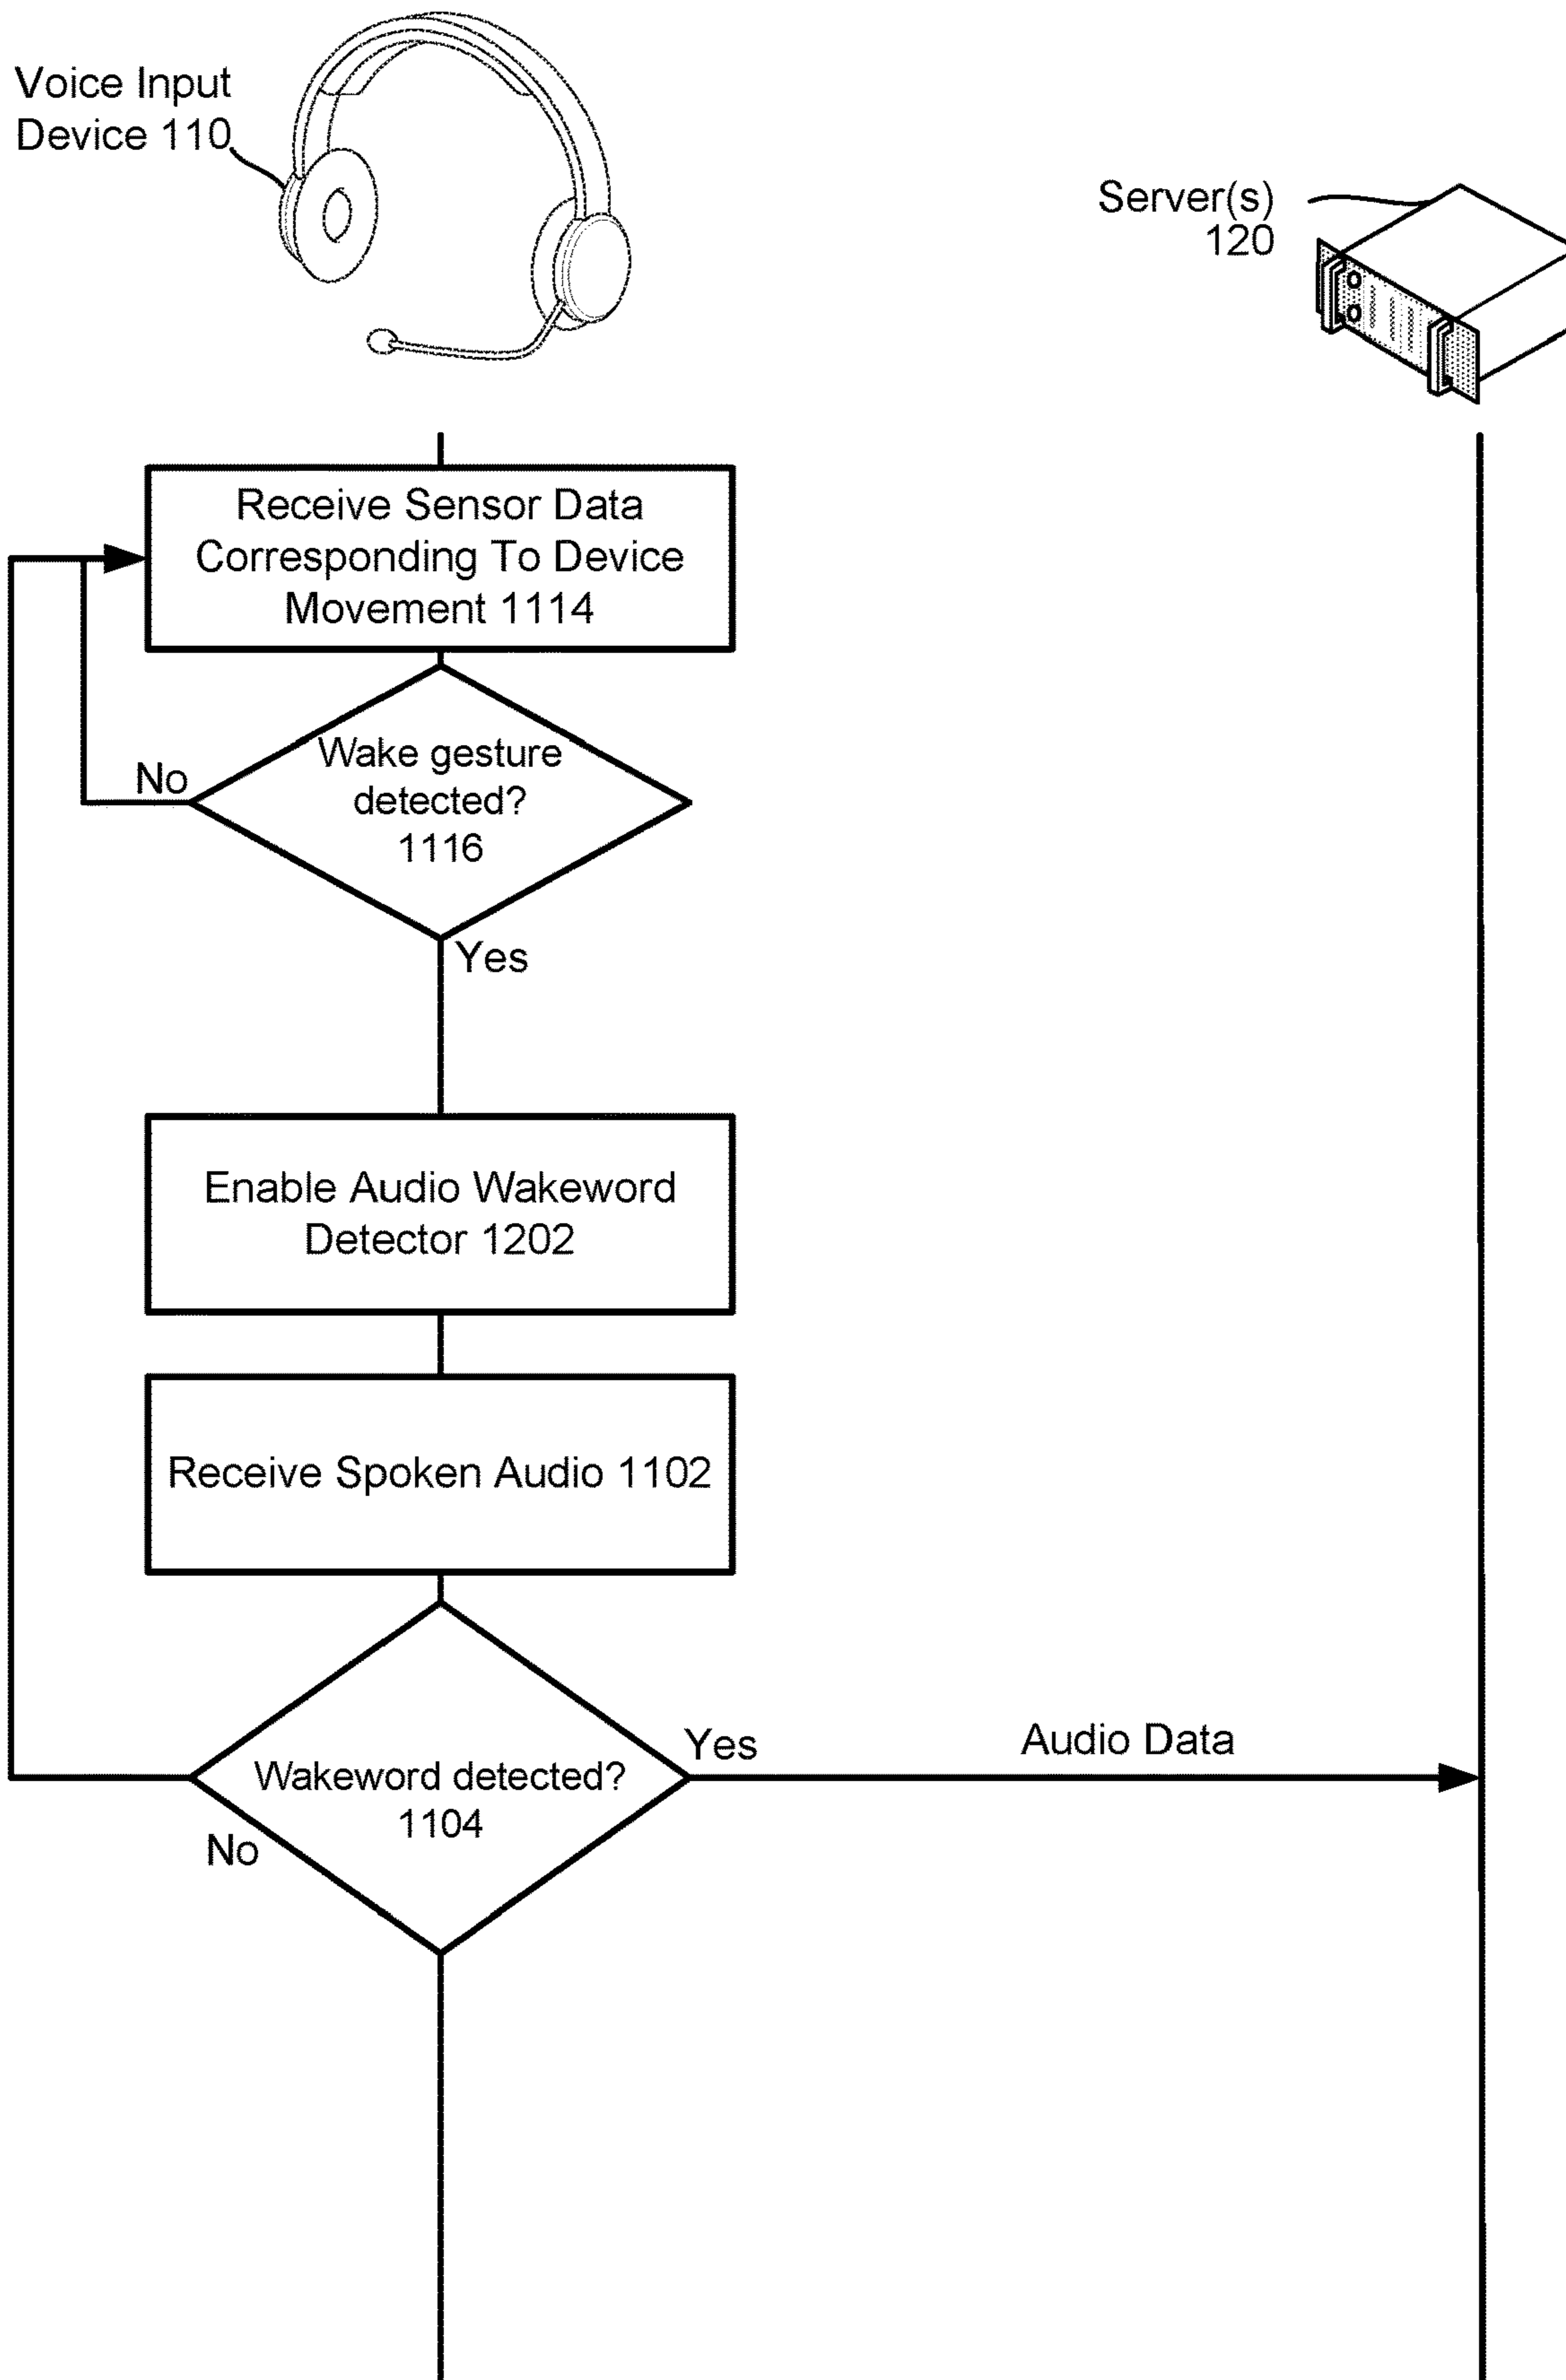 Voice Input
Device 110
Server(s)
120
Receive Sensor Data
Corresponding To Device
Movement 1114
Wake gesture
detected?
1116
No
Yes
Enable Audio Wakeword
Detector 1202
Receive Spoken Audio 1102
Wakeword detected?
1104
Yes
Audio Data
No